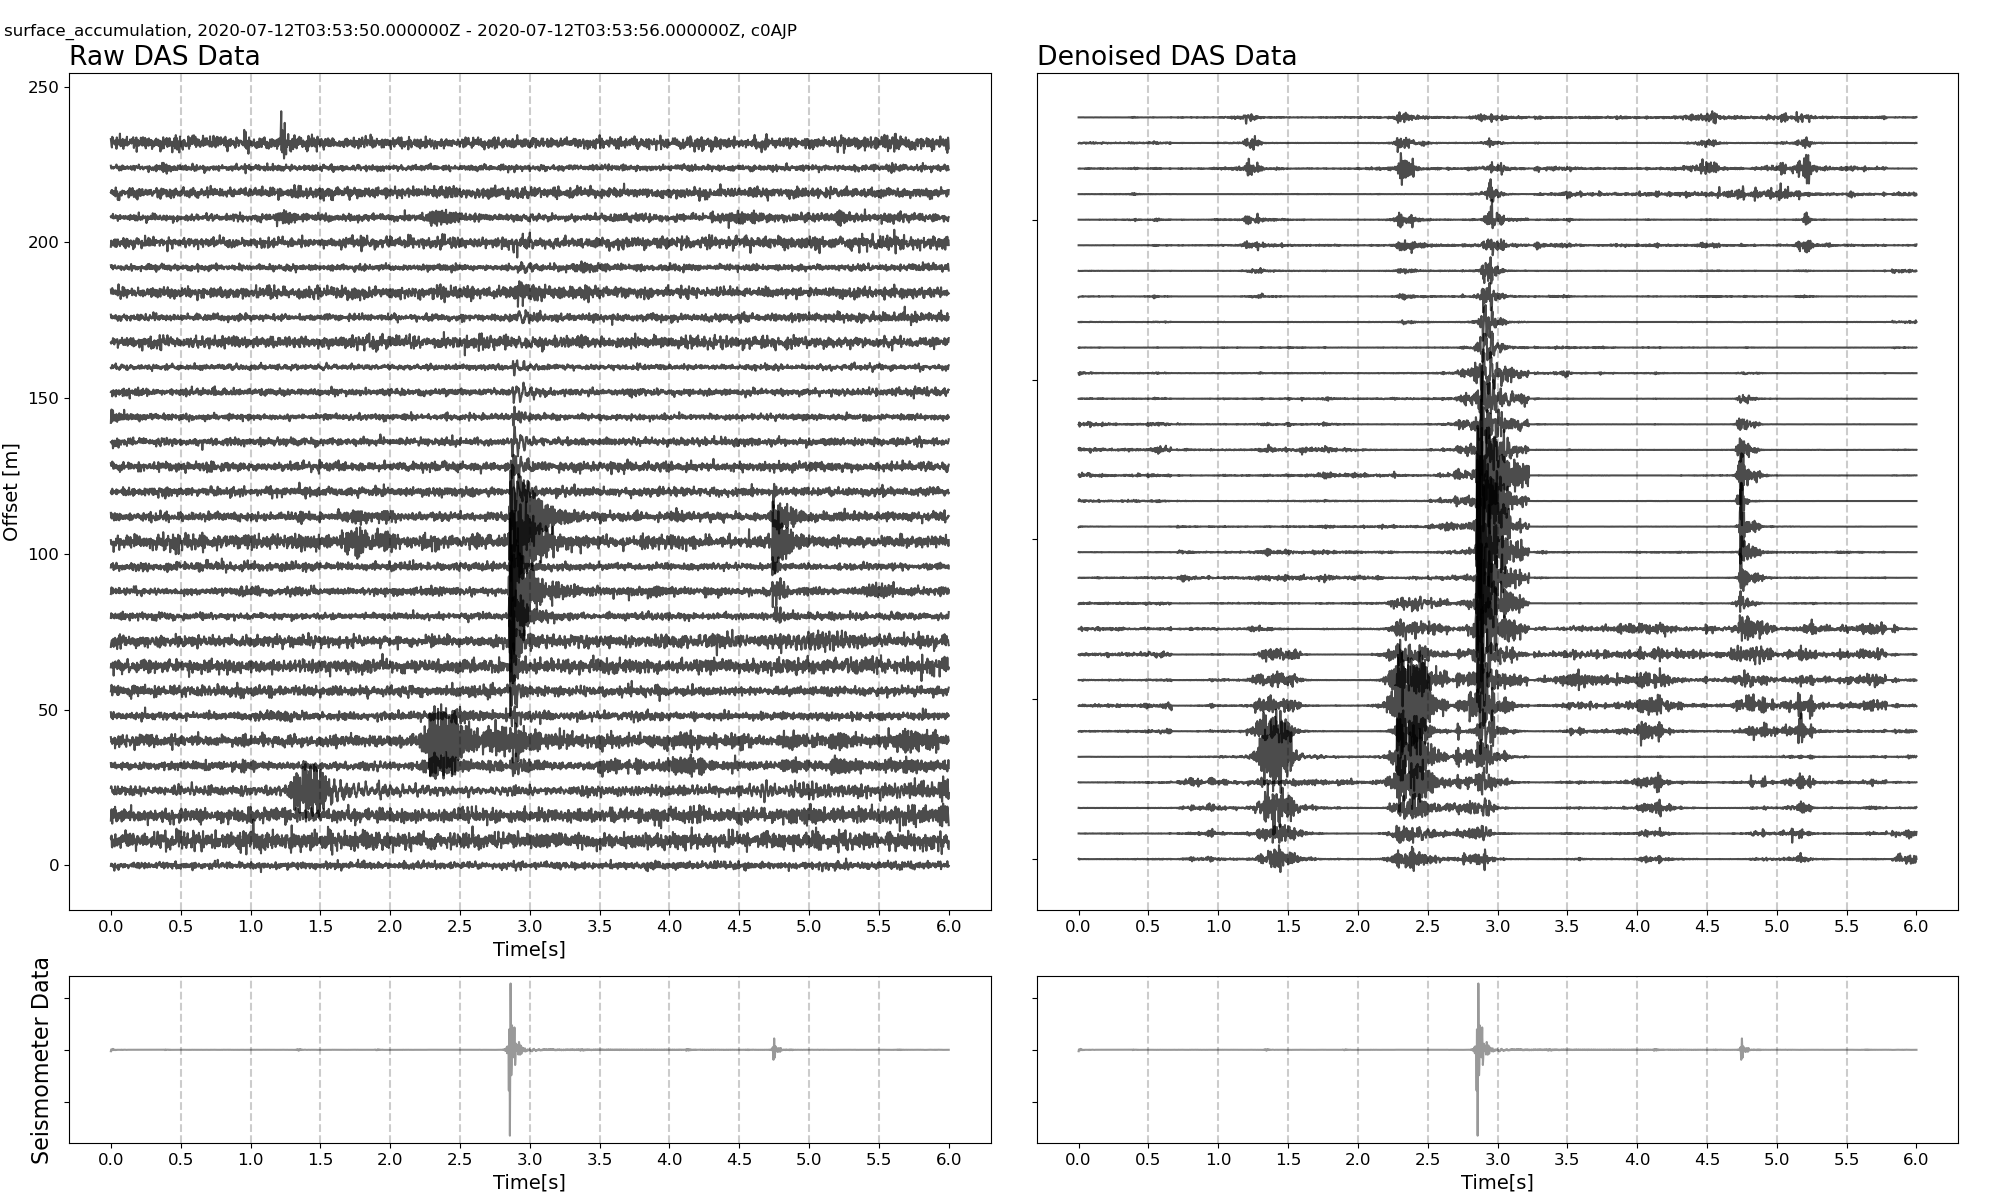 surface_accumulation, 2020-07-12T03:53:50.000000Z - 2020-07-12T03:53:56.000000Z, c0AJP
Raw DAS Data
Denoised DAS Data
250
200
150
100
50
0
Offset [m]
0.0 0.5 1.0 1.5 2.0 2.5 3.0 3.5 4.0 4.5 5.0 5.5 6.0
Time[s]
0.0 0.5 1.0 1.5 2.0 2.5 3.0 3.5 4.0 4.5 5.0 5.5 6.0
Seismometer Data
0.0 0.5 1.0 1.5 2.0 2.5 3.0 3.5 4.0 4.5 5.0 5.5 6.0
Time[s]
0.0 0.5 1.0 1.5 2.0 2.5 3.0 3.5 4.0 4.5 5.0 5.5 6.0
Time[s]